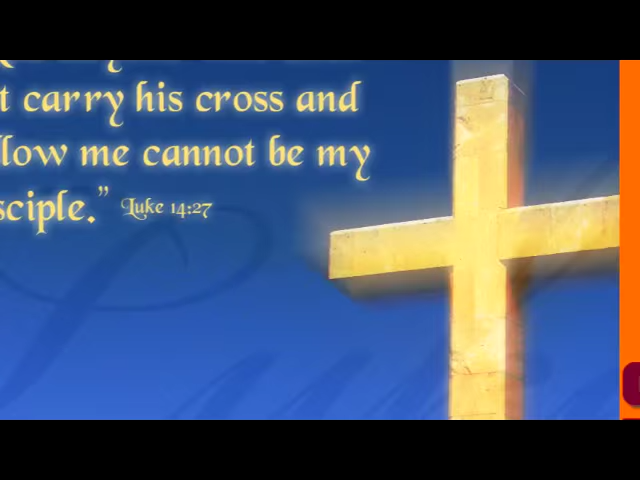 t carry his cross and
llow me cannot be my
sciple.” Luke 14:27